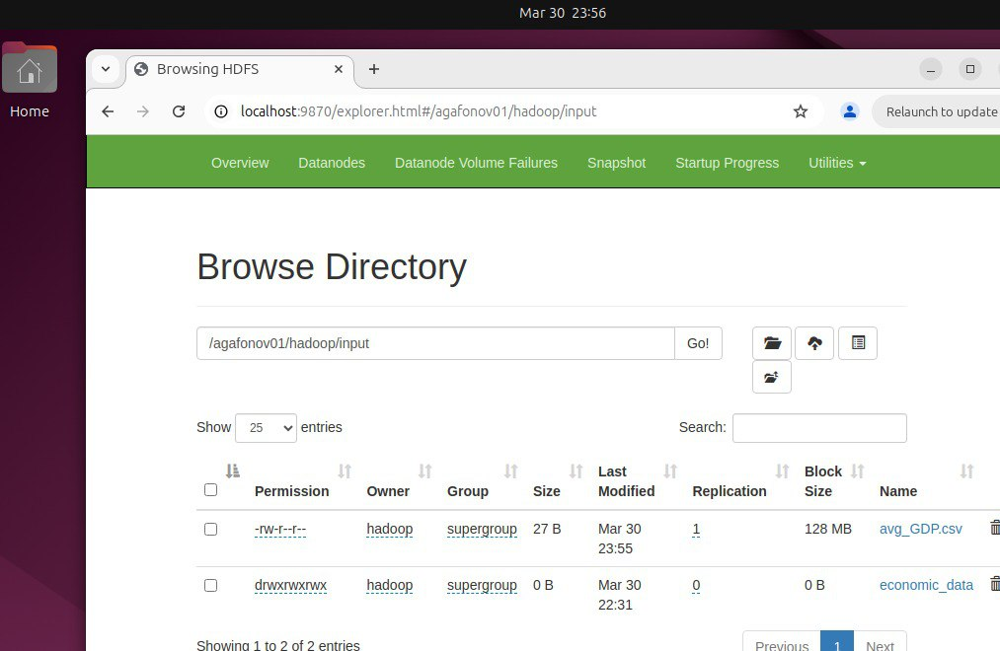 Mar 30 23:56
Home
Browsing HDFS
localhost:9870/explorer.html#/agafonov01/hadoop/input
Relaunch to update
Overview Datanodes Datanode Volume Failures Snapshot Startup Progress Utilities
Browse Directory
/agafonov01/hadoop/input Go!
Show 25 entries Search:
Permission Owner Group Size Last Modified Replication Block Size Name
-rw-r--r-- hadoop supergroup 27 B Mar 30 23:55 1 128 MB avg_GDP.csv
drwxrwxrwx hadoop supergroup 0 B Mar 30 22:31 0 0 B economic_data
Showing 1 to 2 of 2 entries Previous 1 Next